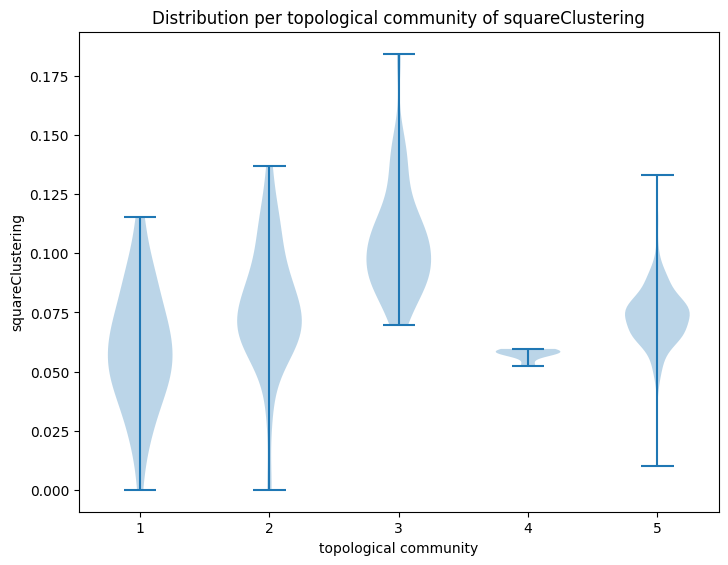 Distribution per topological community of squareClustering
squareClustering
0.175
0.150
0.125
0.100
0.075
0.050
0.025
0.000
1 2 3 4 5
topological community